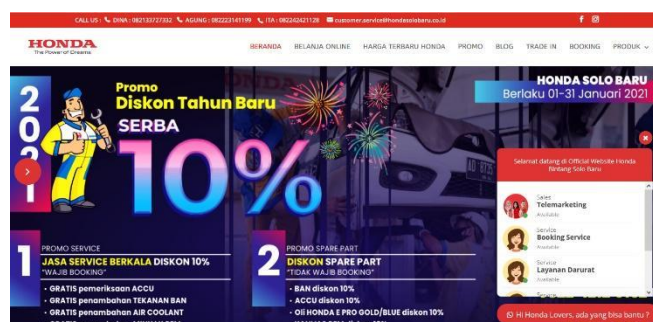 CALL US : DINA : 082133727332 AGUNG : 082223141199 ITA : 082242421128 customer.service@hondasolobaru.co.id
HONDA
The Power of Dreams
BERANDA BELANJA ONLINE HARGA TERBARU HONDA PROMO BLOG TRADE IN BOOKING PRODUK
2021
Promo
Diskon Tahun Baru
SERBA
10%
HONDA SOLO BARU
Berlaku 01-31 Januari 2021
1
PROMO SERVICE
JASA SERVICE BERKALA DISKON 10%
"WAJIB BOOKING"
• GRATIS pemeriksaan ACCU
• GRATIS penambahan TEKANAN BAN
• GRATIS penambahan AIR COOLANT
2
PROMO SPARE PART
DISKON SPARE PART
"TIDAK WAJIB BOOKING"
• BAN diskon 10%
• ACCU diskon 10%
• Oli HONDA E PRO GOLD/BLUE diskon 10%
Selamat datang di Official Website Honda
Bintang Solo Baru
Sales
Telemarketing
Available
Service
Booking Service
Available
Service
Layanan Darurat
Available
Service
Hi Honda Lovers, ada yang bisa bantu ?